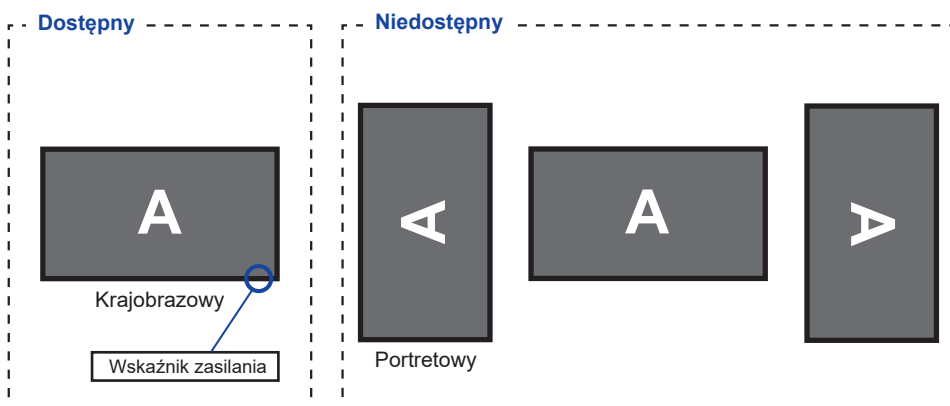 Dostępny
Niedostępny
A
A
A
A
Krajobrazowy
Wskaźnik zasilania
Portretowy